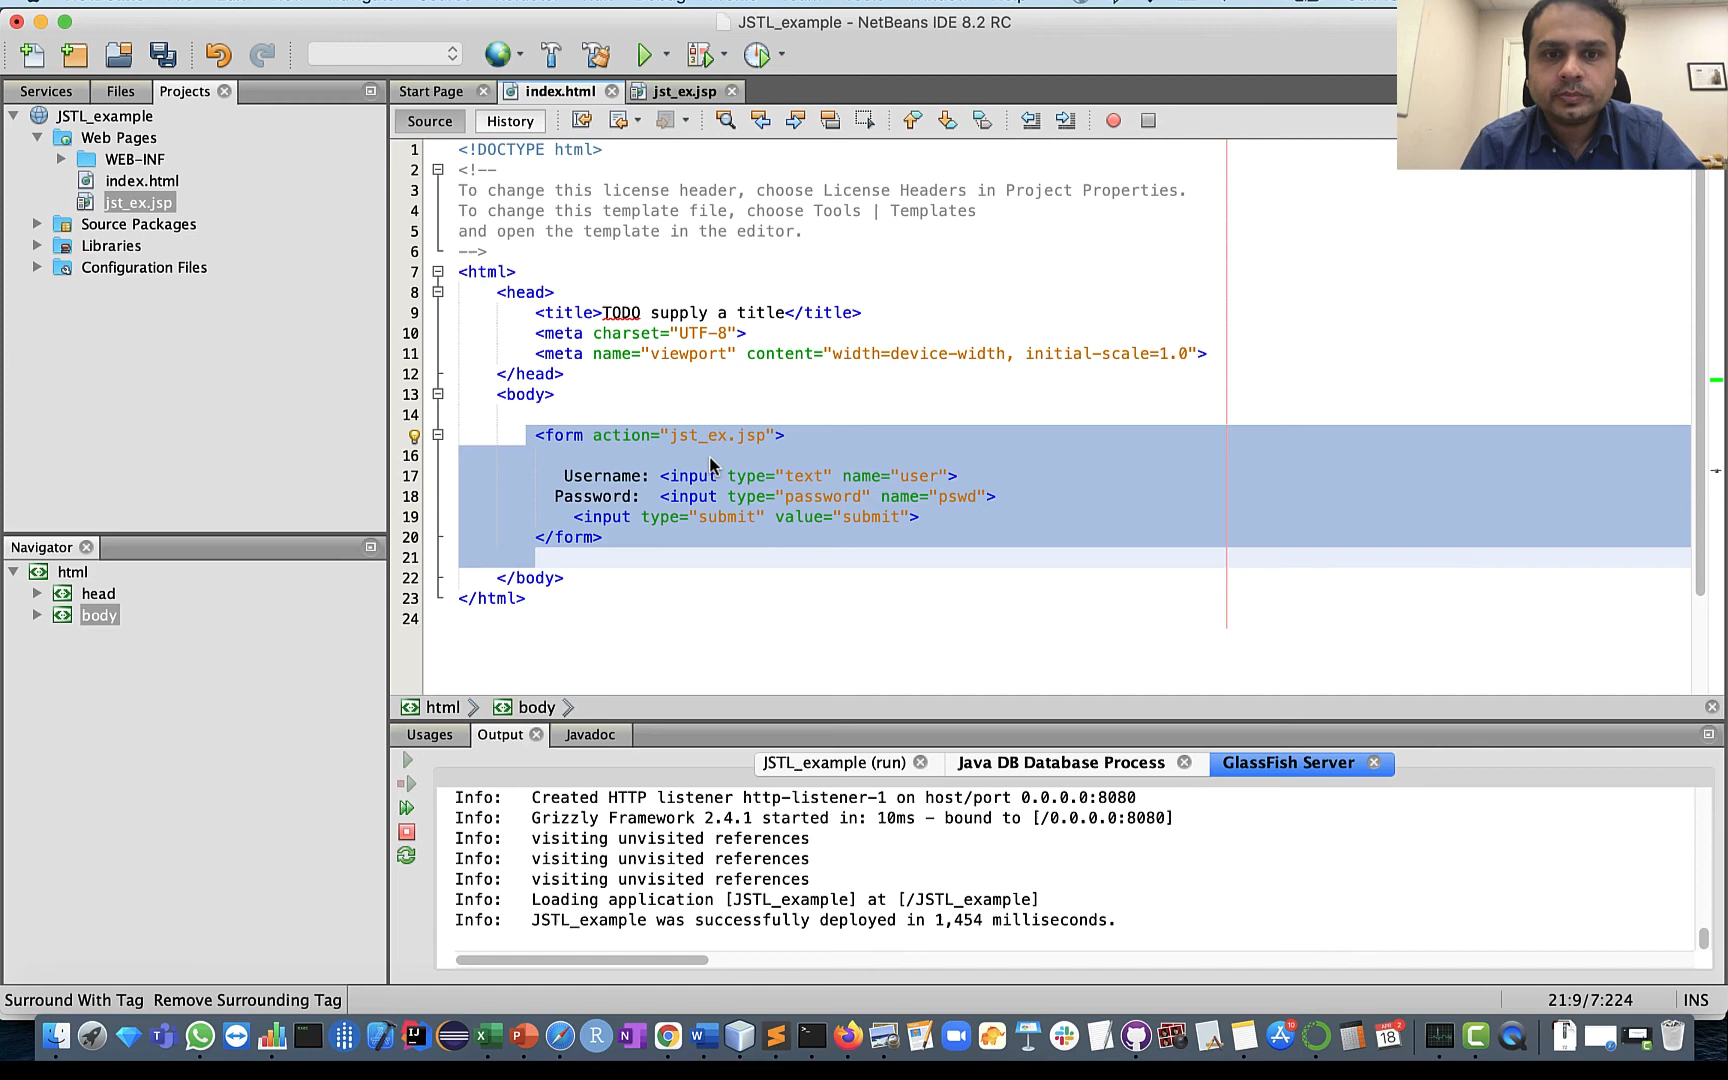 JSTL_example - NetBeans IDE 8.2 RC
Services Files Projects
Start Page index.html jst_ex.jsp
JSTL_example
Web Pages
WEB-INF
index.html
jst_ex.jsp
Source Packages
Libraries
Configuration Files
Source History
1 <!DOCTYPE html>
2 <!--
3 To change this license header, choose License Headers in Project Properties.
4 To change this template file, choose Tools | Templates
5 and open the template in the editor.
6 -->
7 <html>
8 <head>
9 <title>TODO supply a title</title>
10 <meta charset="UTF-8">
11 <meta name="viewport" content="width=device-width, initial-scale=1.0">
12 </head>
13 <body>
14
<form action="jst_ex.jsp">
16
17 Username: <input type="text" name="user">
18 Password: <input type="password" name="pswd">
19 <input type="submit" value="submit">
20 </form>
21
22 </body>
23 </html>
24
Navigator
html
head
body
html body
Usages Output Javadoc
JSTL_example (run) Java DB Database Process GlassFish Server
Info: Created HTTP listener http-listener-1 on host/port 0.0.0.0:8080
Info: Grizzly Framework 2.4.1 started in: 10ms - bound to [/0.0.0.0:8080]
Info: visiting unvisited references
Info: visiting unvisited references
Info: visiting unvisited references
Info: Loading application [JSTL_example] at [/JSTL_example]
Info: JSTL_example was successfully deployed in 1,454 milliseconds.
Surround With Tag Remove Surrounding Tag
21:9/7:224 INS